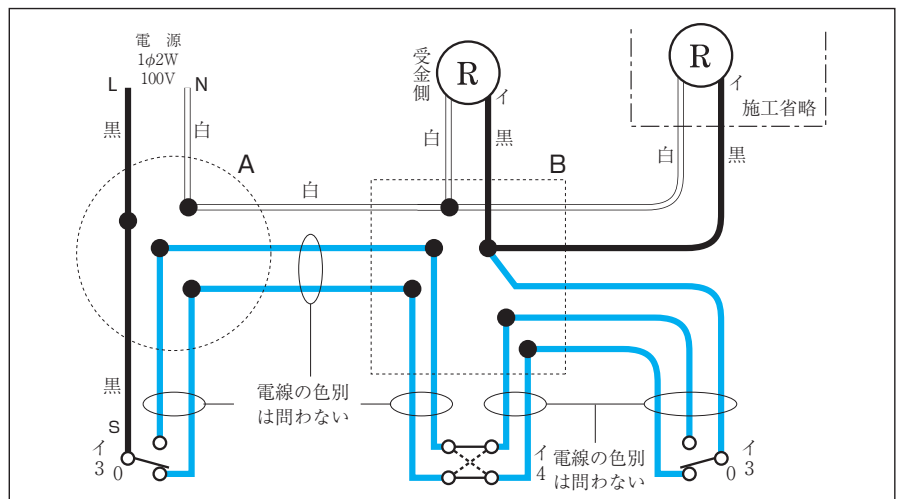 電 源
1φ2W
100V
L
N
黒
白
受金側
R
イ
白
黒
R
イ
施工省略
白
黒
A
白
B
黒
S
電線の色別
は問わない
電線の色別
は問わない
イ
3
0
イ
4
0
イ
3